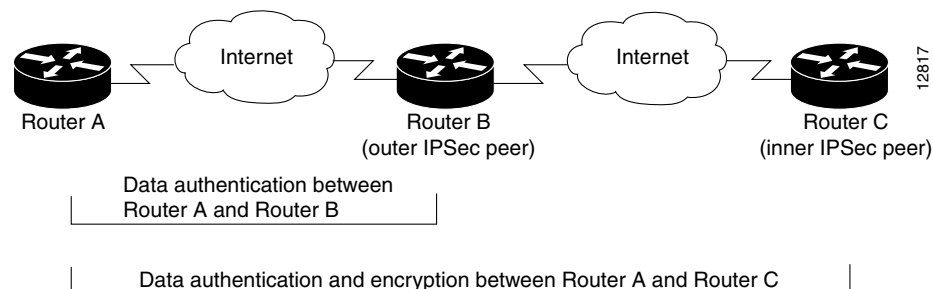 Internet
Internet
12817
Router A
Router B
(outer IPSec peer)
Router C
(inner IPSec peer)
Data authentication between
Router A and Router B
Data authentication and encryption between Router A and Router C